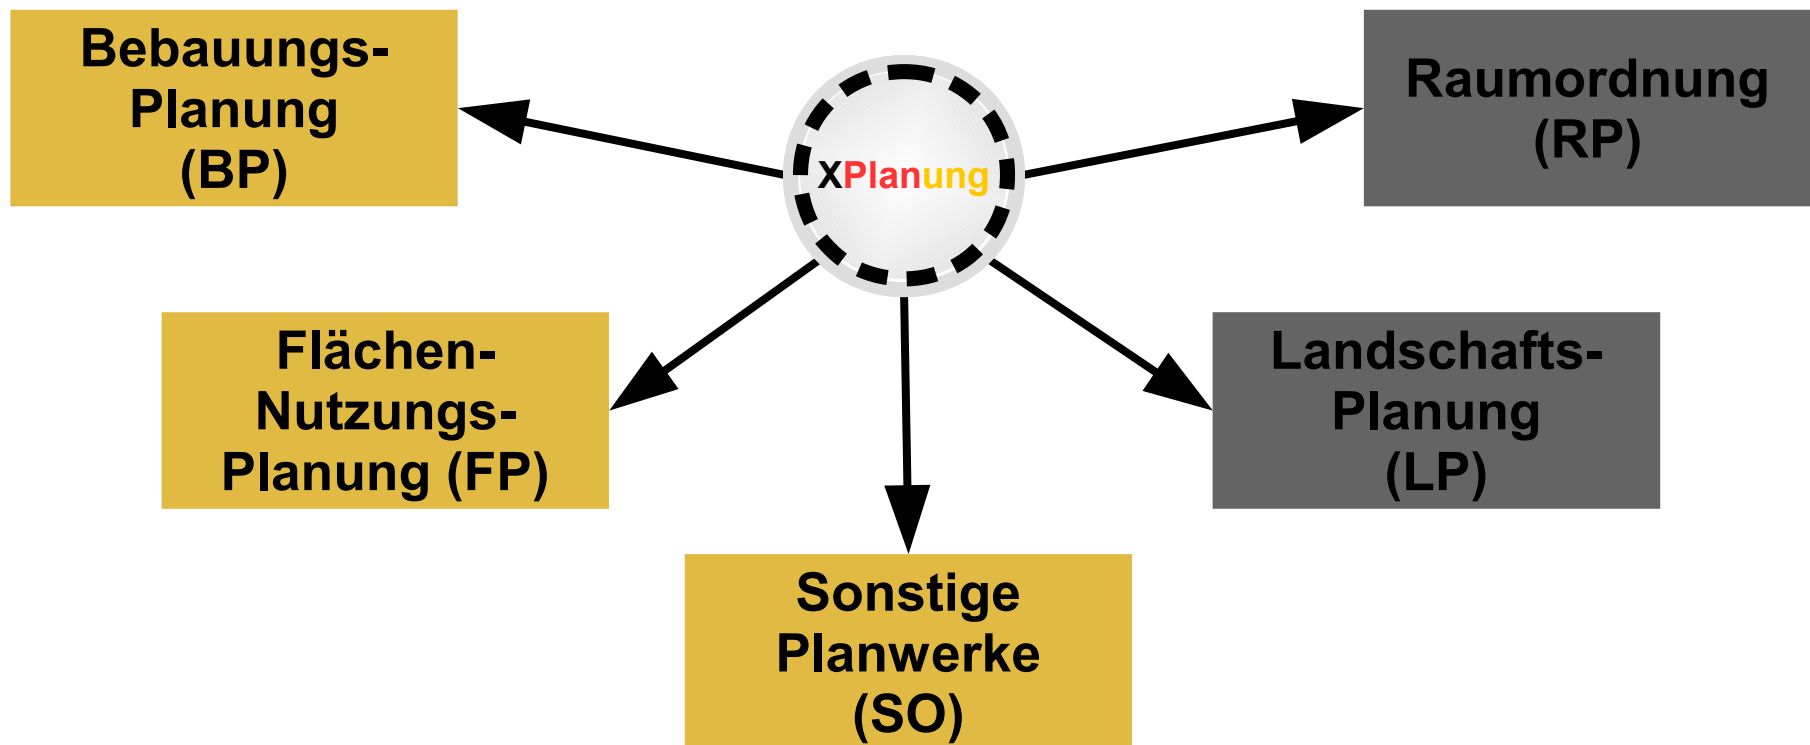 Bebauungs-
Planung
(BP)
XPlanung
Raumordnung
(RP)
Flächen-
Nutzungs-
Planung (FP)
Landschafts-
Planung
(LP)
Sonstige
Planwerke
(SO)